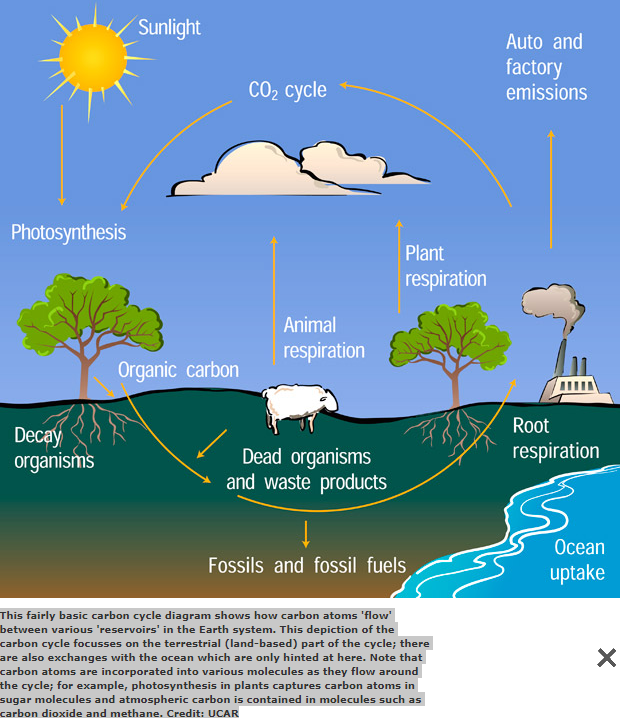 Sunlight
Auto and
factory
emissions
CO₂ cycle
Photosynthesis
Plant
respiration
Animal
respiration
Organic carbon
Decay
organisms
Dead organisms
and waste products
Root
respiration
Fossils and fossil fuels
Ocean
uptake
This fairly basic carbon cycle diagram shows how carbon atoms 'flow'
between various 'reservoirs' in the Earth system. This depiction of the
carbon cycle focusses on the terrestrial (land-based) part of the cycle; there
are also exchanges with the ocean which are only hinted at here. Note that
carbon atoms are incorporated into various molecules as they flow around
the cycle; for example, photosynthesis in plants captures carbon atoms in
sugar molecules and atmospheric carbon is contained in molecules such as
carbon dioxide and methane. Credit: UCAR